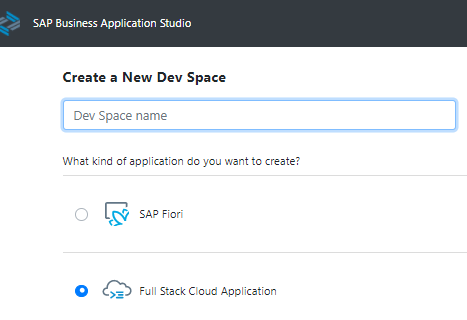 SAP Business Application Studio
Create a New Dev Space
Dev Space name
What kind of application do you want to create?
SAP Fiori
Full Stack Cloud Application